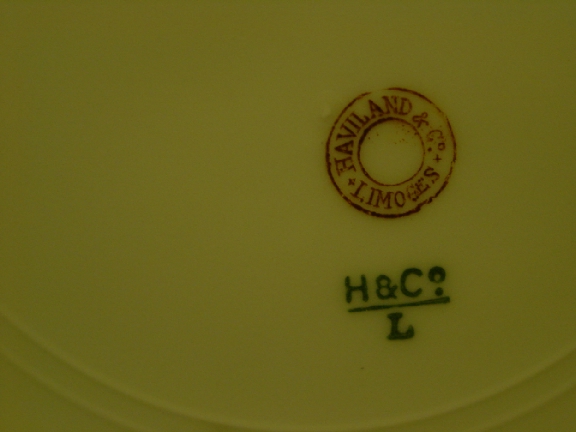 HAVILAND & Co.
LIMOGES
H&Co
L